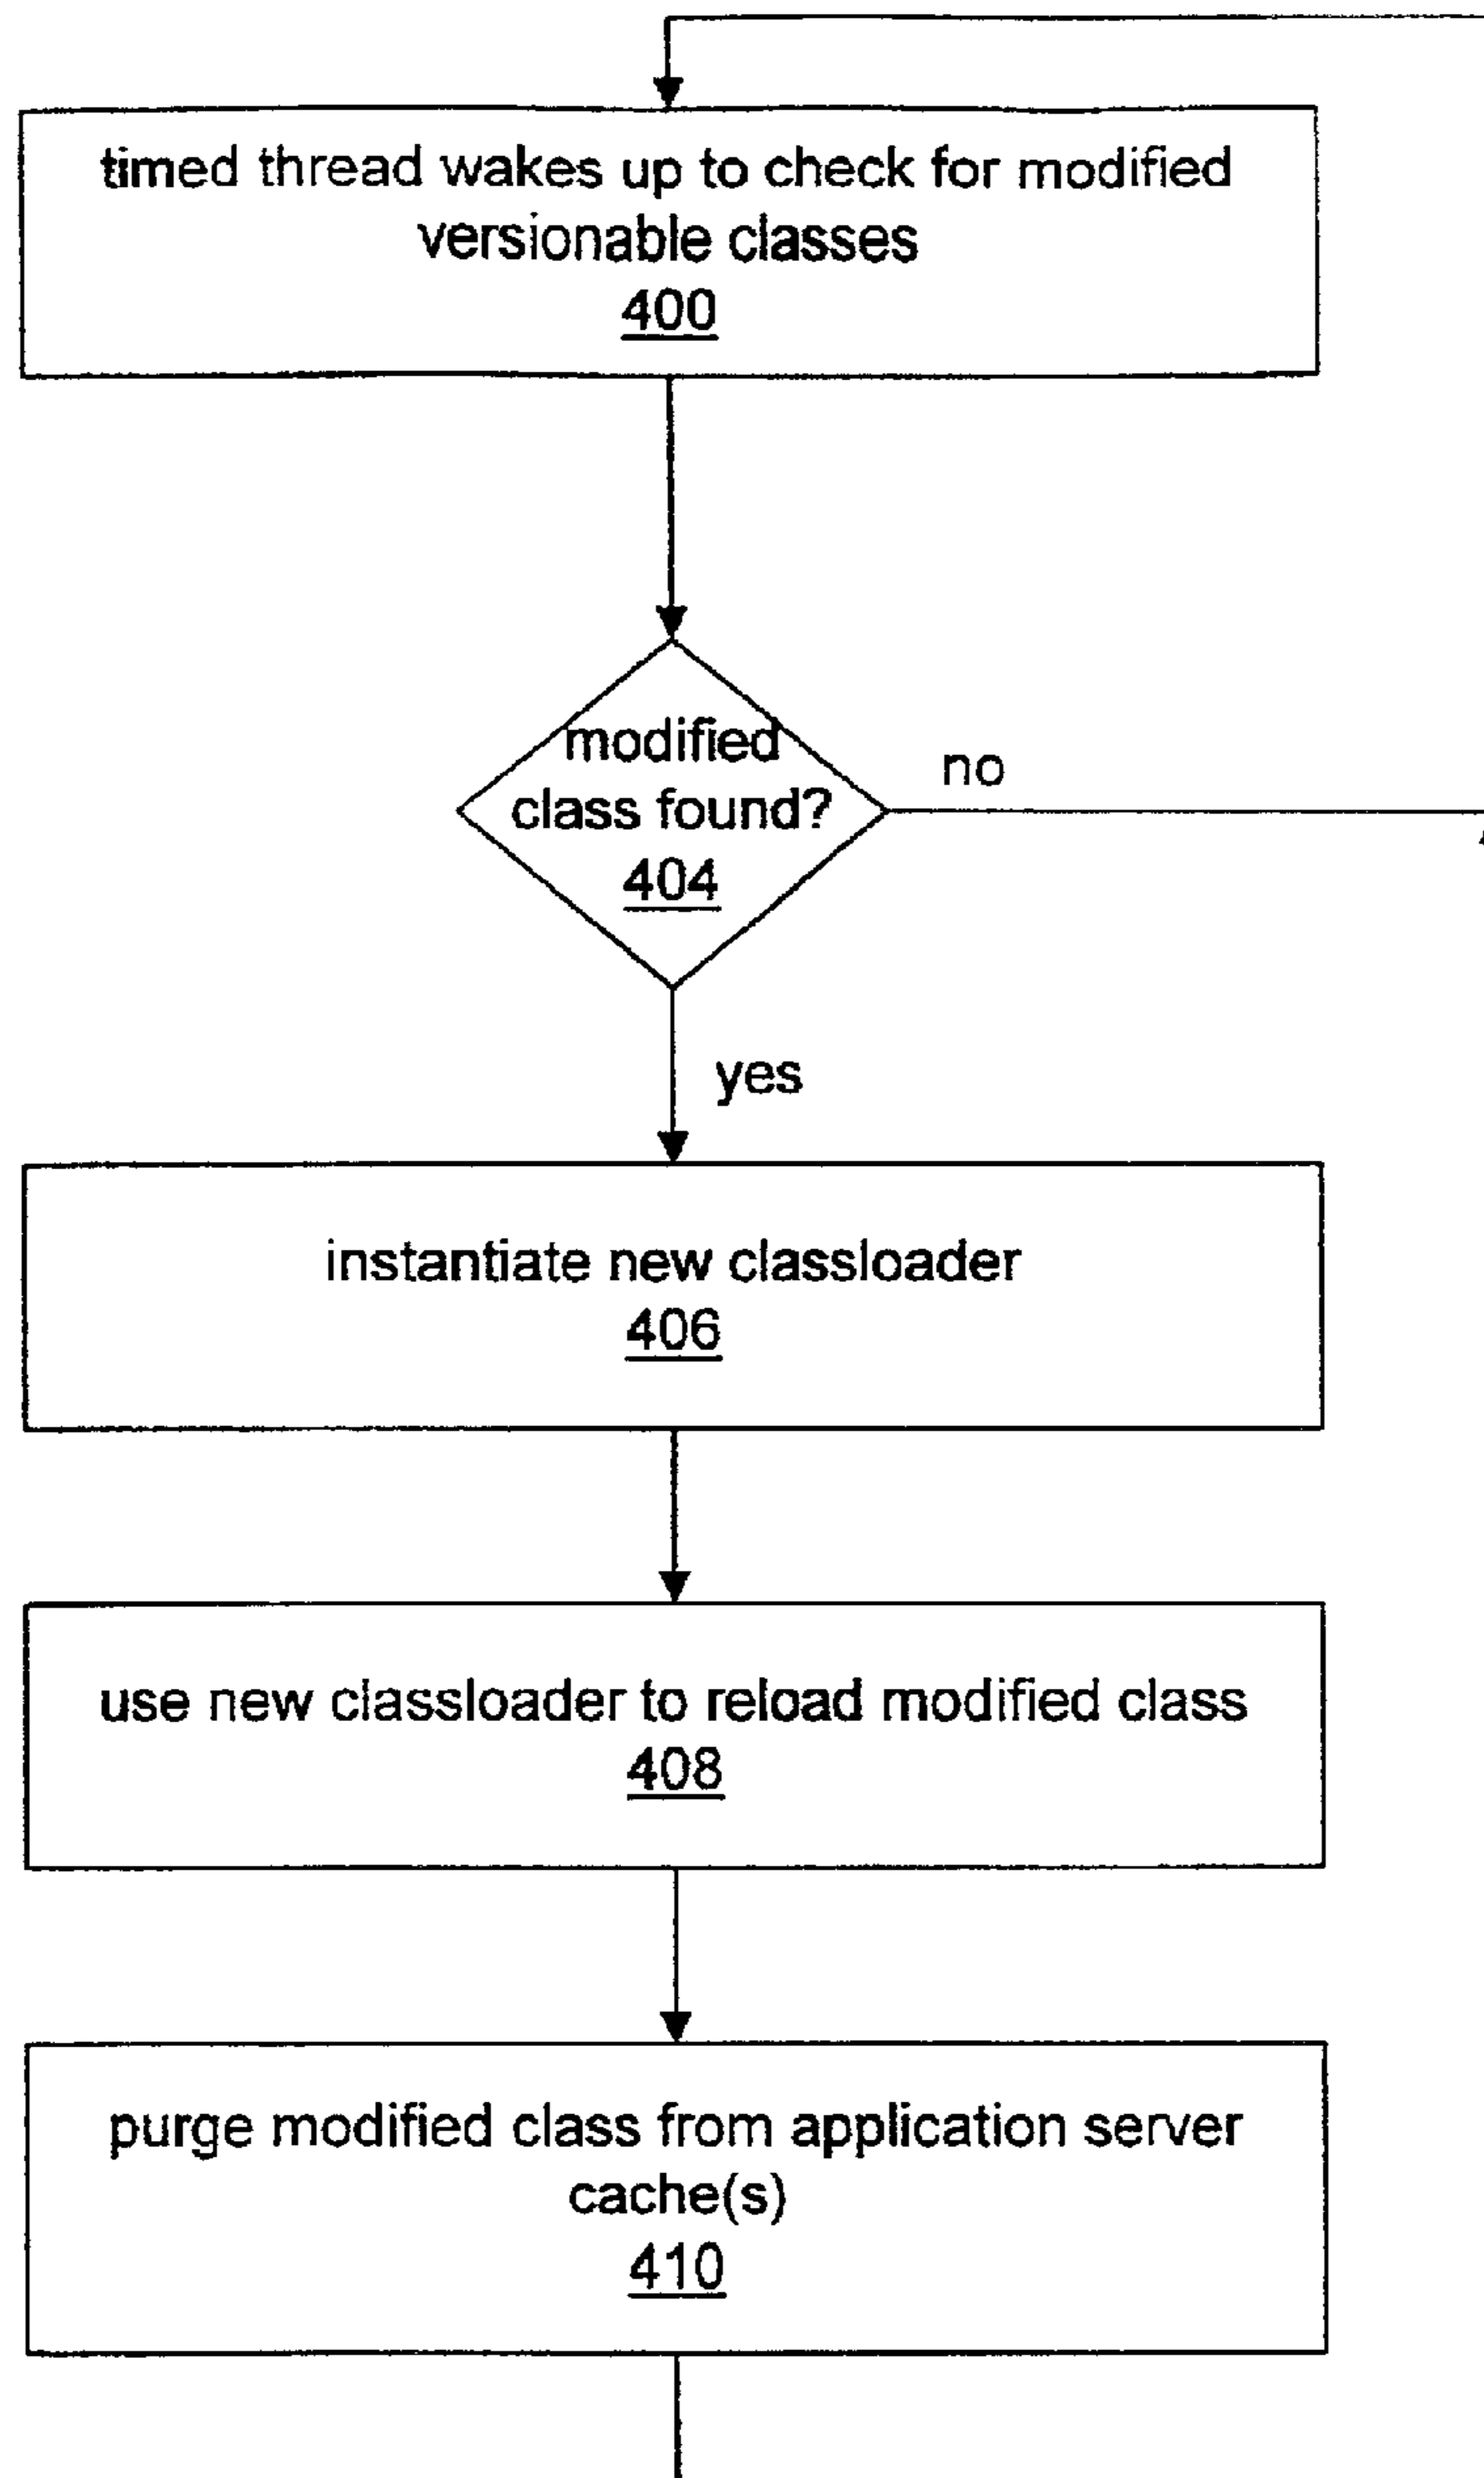 timed thread wakes up to check for modified
versionable classes
400
modified
class found?
404
no
yes
instantiate new classloader
406
use new classloader to reload modified class
408
purge modified class from application server
cache(s)
410